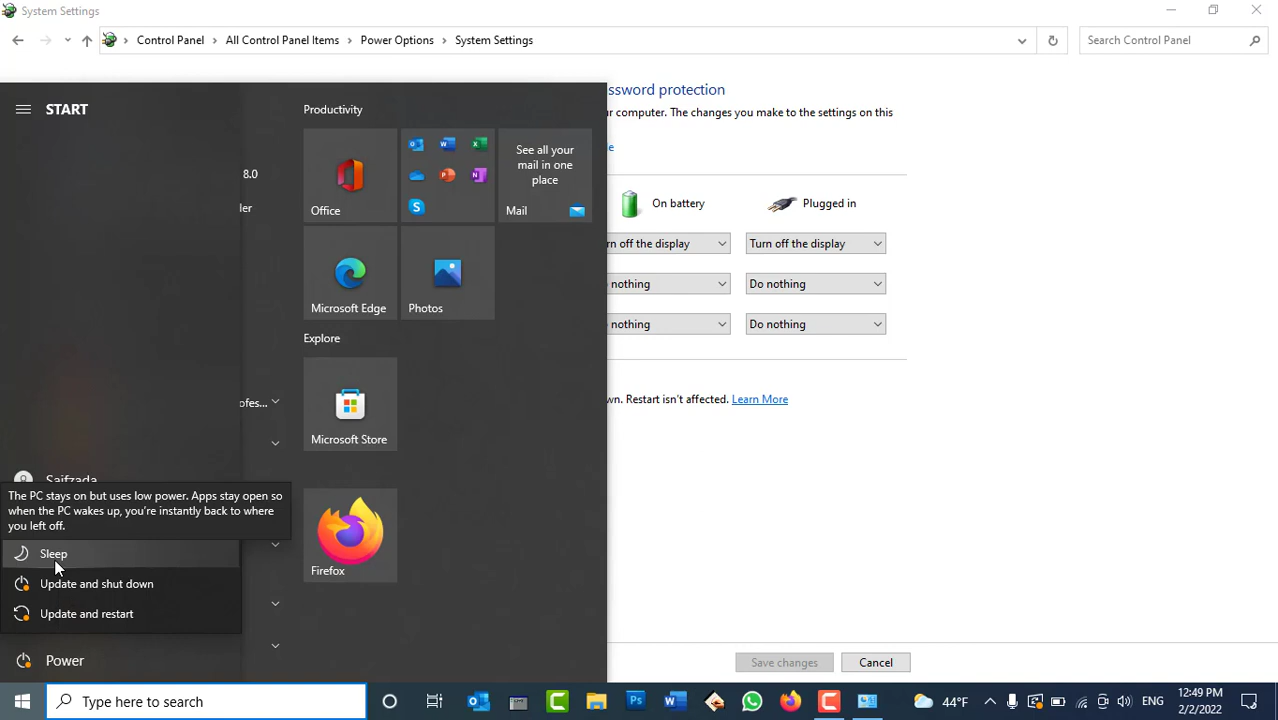 System Settings
Control Panel
All Control Panel Items
Power Options
System Settings
Search Control Panel
ssword protection
r computer. The changes you make to the settings on this
le
On battery
Plugged in
rn off the display
Turn off the display
nothing
Do nothing
nothing
Do nothing
wn. Restart isn't affected. Learn More
Save changes
Cancel
START
8.0
der
ofes...
Productivity
Office
See all your
mail in one
place
Mail
Microsoft Edge
Photos
Explore
Microsoft Store
Firefox
Saifzada
The PC stays on but uses low power. Apps stay open so
when the PC wakes up, you're instantly back to where
you left off.
Sleep
Update and shut down
Update and restart
Power
Type here to search
44°F
ENG
12:49 PM
2/2/2022